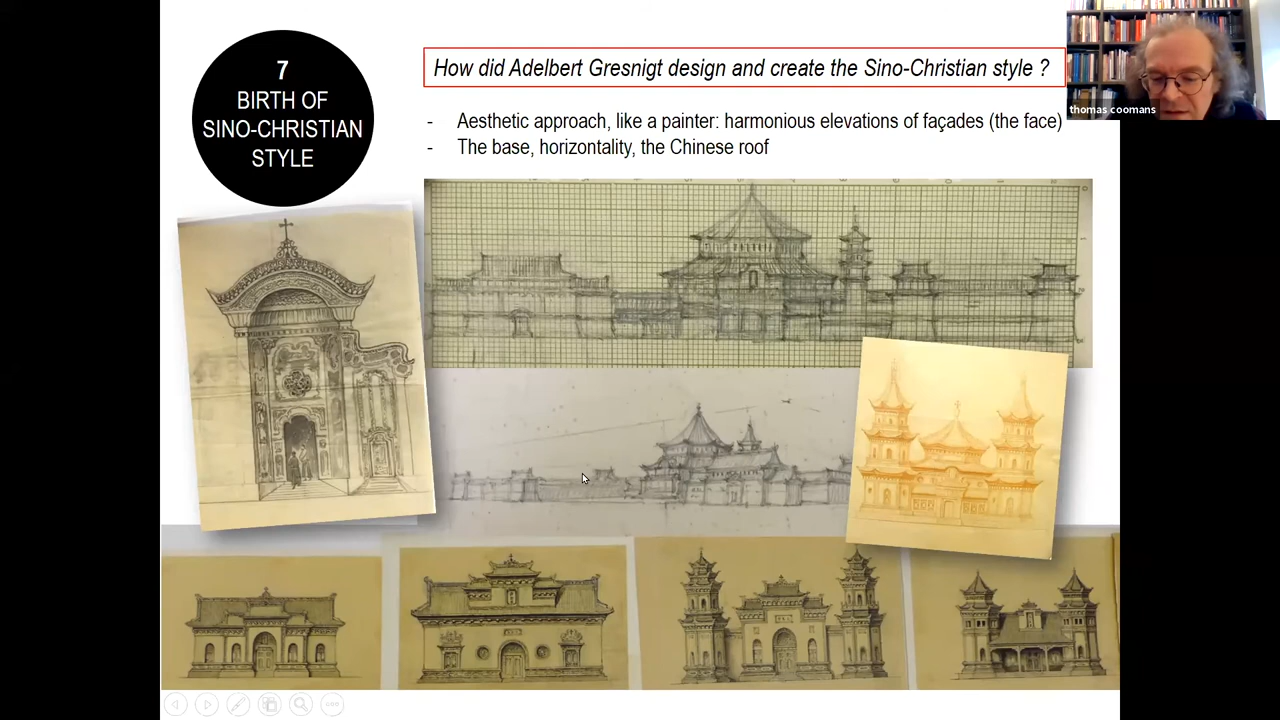 7
BIRTH OF
SINO-CHRISTIAN
STYLE
How did Adelbert Gresnigt design and create the Sino-Christian style ?
thomas coomans
- Aesthetic approach, like a painter: harmonious elevations of façades (the face)
- The base, horizontality, the Chinese roof